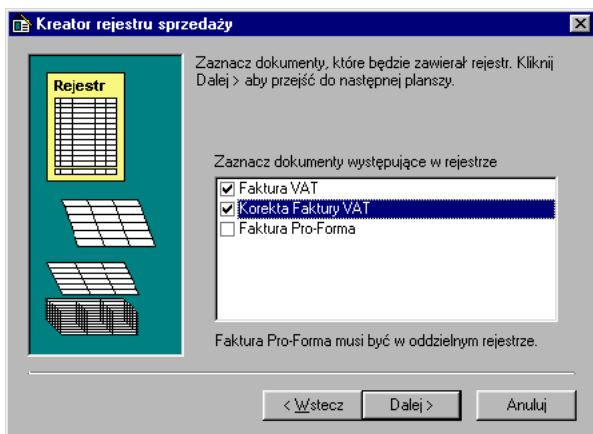 Kreator rejestru sprzedaży
Rejestr
Zaznacz dokumenty, które będzie zawierał rejestr. Kliknij
Dalej > aby przejść do następnej planszy.
Zaznacz dokumenty występujące w rejestrze
Faktura VAT
Korekta Faktury VAT
Faktura Pro-Forma
Faktura Pro-Forma musi być w oddzielnym rejestrze.
< Wstecz
Dalej >
Anuluj